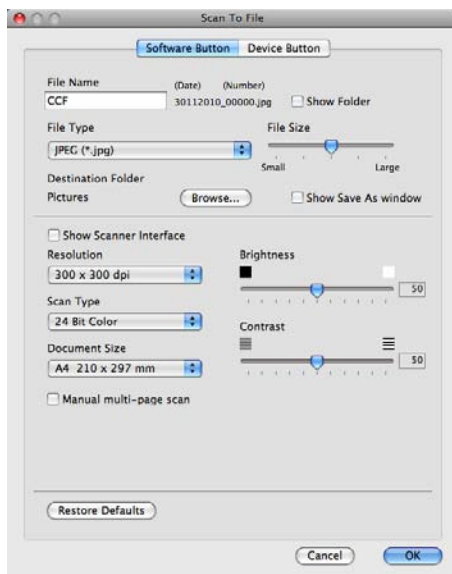 Scan To File
Software Button Device Button
File Name (Date) (Number)
CCF 30112010_00000.jpg Show Folder
File Type File Size
JPEG (*.jpg)
Small Large
Destination Folder
Pictures Browse... Show Save As window
Show Scanner Interface
Resolution Brightness
300 x 300 dpi
50
Scan Type
24 Bit Color
Contrast
Document Size
A4 210 x 297 mm 50
Manual multi-page scan
Restore Defaults
Cancel OK